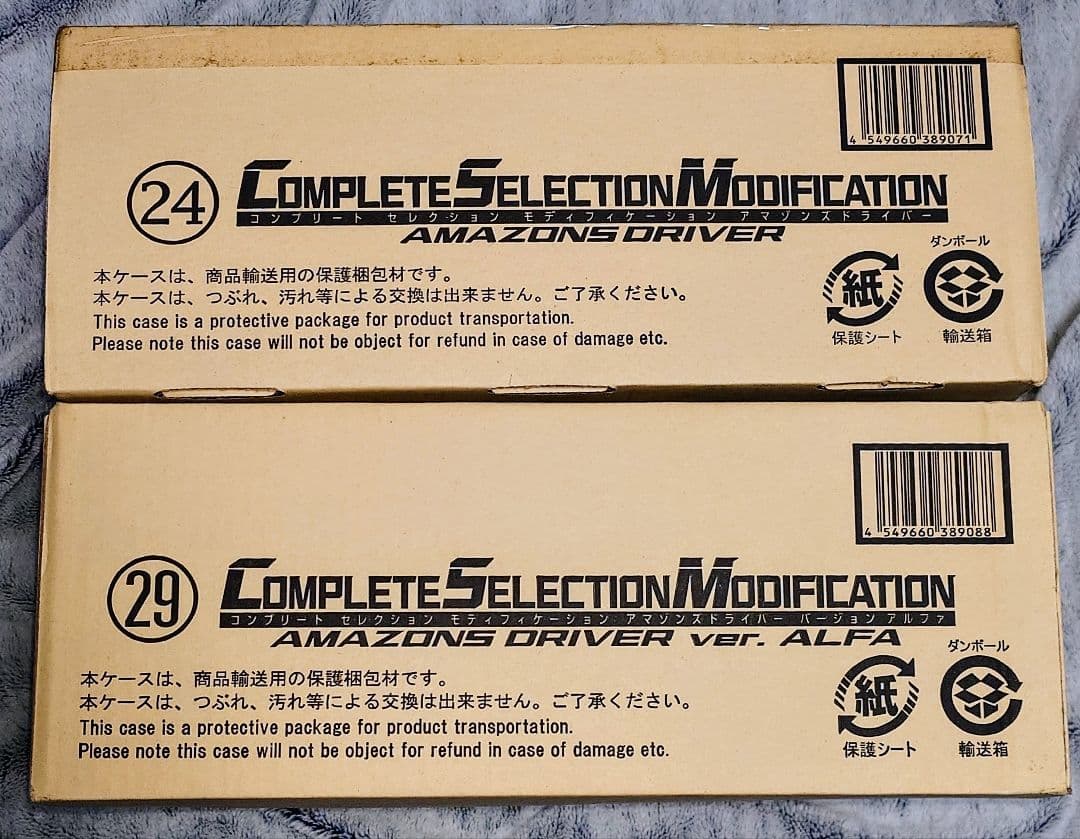 4 549660 389071
24
COMPLETE SELECTION MODIFICATION
コンプリート セレクション モディフィケーション アマゾンズドライバー
AMAZONS DRIVER
本ケースは、商品輸送用の保護梱包材です。
本ケースは、つぶれ、汚れ等による交換は出来ません。ご了承ください。
This case is a protective package for product transportation.
Please note this case will not be object for refund in case of damage etc.
ダンボール
紙
保護シート
輸送箱
4 549660 389088
29
COMPLETE SELECTION MODIFICATION
コンプリート セレクション モディフィケーション アマゾンズドライバー バージョン アルファ
AMAZONS DRIVER ver. ALFA
本ケースは、商品輸送用の保護梱包材です。
本ケースは、つぶれ、汚れ等による交換は出来ません。ご了承ください。
This case is a protective package for product transportation.
Please note this case will not be object for refund in case of damage etc.
ダンボール
紙
保護シート
輸送箱